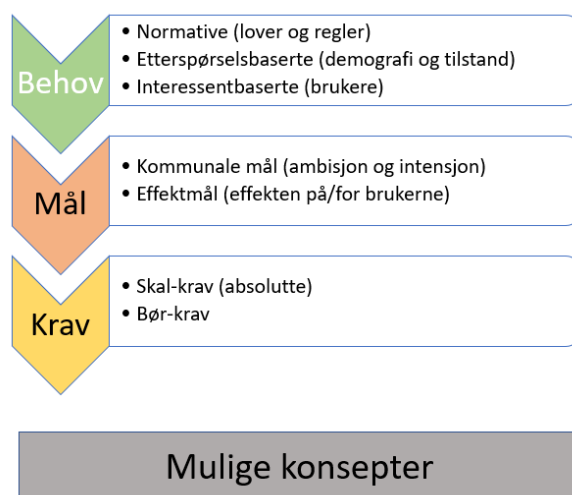 Behov
• Normative (lover og regler)
• Etterspørselsbaserte (demografi og tilstand)
• Interessentbaserte (brukere)
Mål
• Kommunale mål (ambisjon og intensjon)
• Effektmål (effekten på/for brukerne)
Krav
• Skal-krav (absolutte)
• Bør-krav
Mulige konsepter